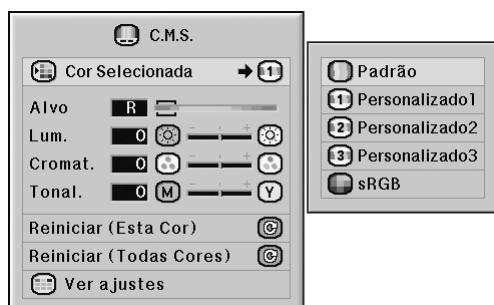 C.M.S.
Cor Selecionada 1
Alvo R
Lum. 0 - +
Cromat. 0 - +
Tonal. 0 M - + Y
Reiniciar (Esta Cor)
Reiniciar (Todas Cores)
Ver ajustes
Padrão
1 Personalizado1
2 Personalizado2
3 Personalizado3
sRGB